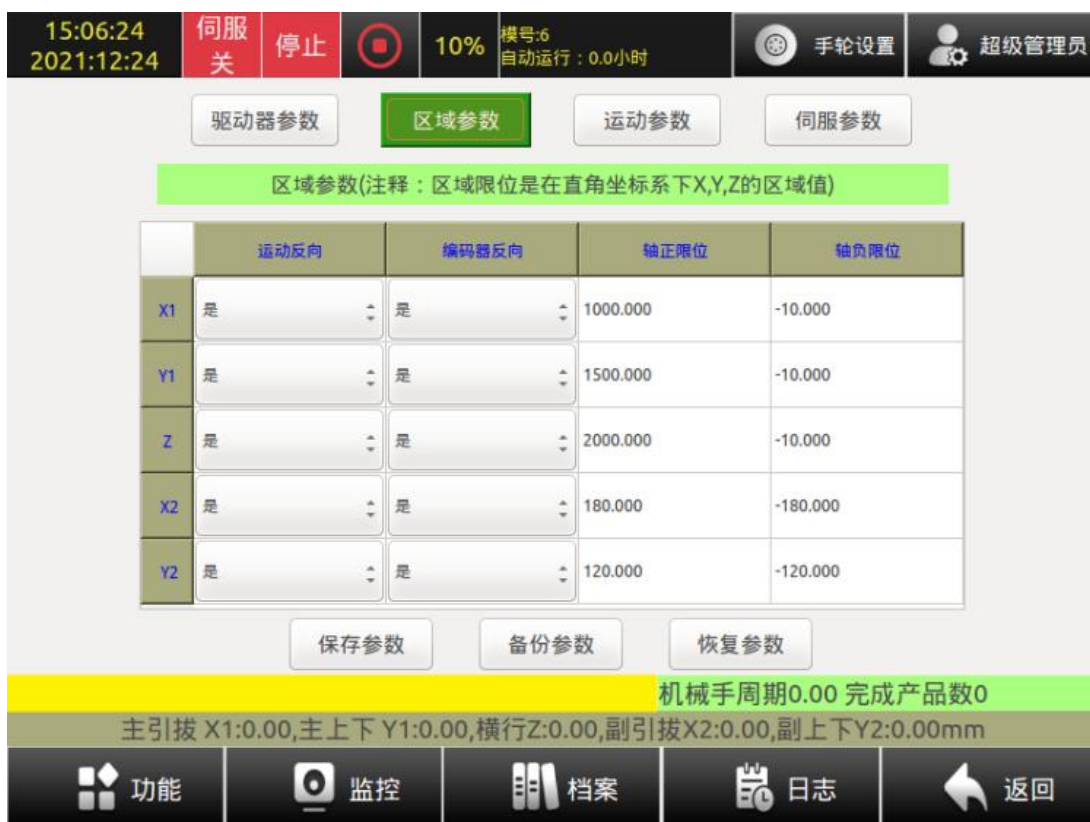 15:06:24
2021:12:24
伺服
关
停止
10%
模号:6
自动运行：0.0小时
手轮设置
超级管理员
驱动器参数
区域参数
运动参数
伺服参数
区域参数(注释：区域限位是在直角坐标系下X,Y,Z的区域值)
运动反向 编码器反向 轴正限位 轴负限位
X1 是 是 1000.000 -10.000
Y1 是 是 1500.000 -10.000
Z 是 是 2000.000 -10.000
X2 是 是 180.000 -180.000
Y2 是 是 120.000 -120.000
保存参数 备份参数 恢复参数
机械手周期0.00 完成产品数0
主引拔 X1:0.00,主上下 Y1:0.00,横行Z:0.00,副引拔X2:0.00,副上下Y2:0.00mm
功能 监控 档案 日志 返回